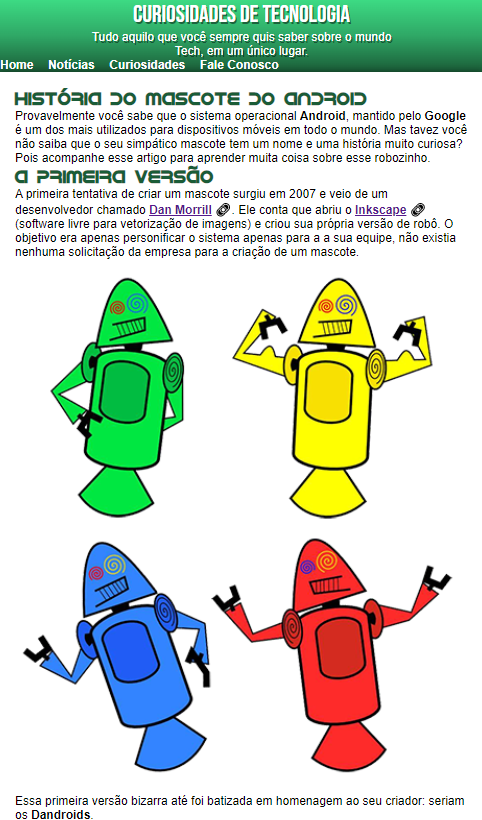 CURIOSIDADES DE TECNOLOGIA
Tudo aquilo que você sempre quis saber sobre o mundo
Tech, em um único lugar.
Home Notícias Curiosidades Fale Conosco
HISTÓRIA DO MASCOTE DO ANDROID
Provavelmente você sabe que o sistema operacional Android, mantido pelo Google
é um dos mais utilizados para dispositivos móveis em todo o mundo. Mas tavez você
não saiba que o seu simpático mascote tem um nome e uma história muito curiosa?
Pois acompanhe esse artigo para aprender muita coisa sobre esse robozinho.
A PRIMEIRA VERSÃO
A primeira tentativa de criar um mascote surgiu em 2007 e veio de um
desenvolvedor chamado Dan Morrill. Ele conta que abriu o Inkscape
(software livre para vetorização de imagens) e criou sua própria versão de robô. O
objetivo era apenas personificar o sistema apenas para a a sua equipe, não existia
nenhuma solicitação da empresa para a criação de um mascote.
Essa primeira versão bizarra até foi batizada em homenagem ao seu criador: seriam
os Dandroids.